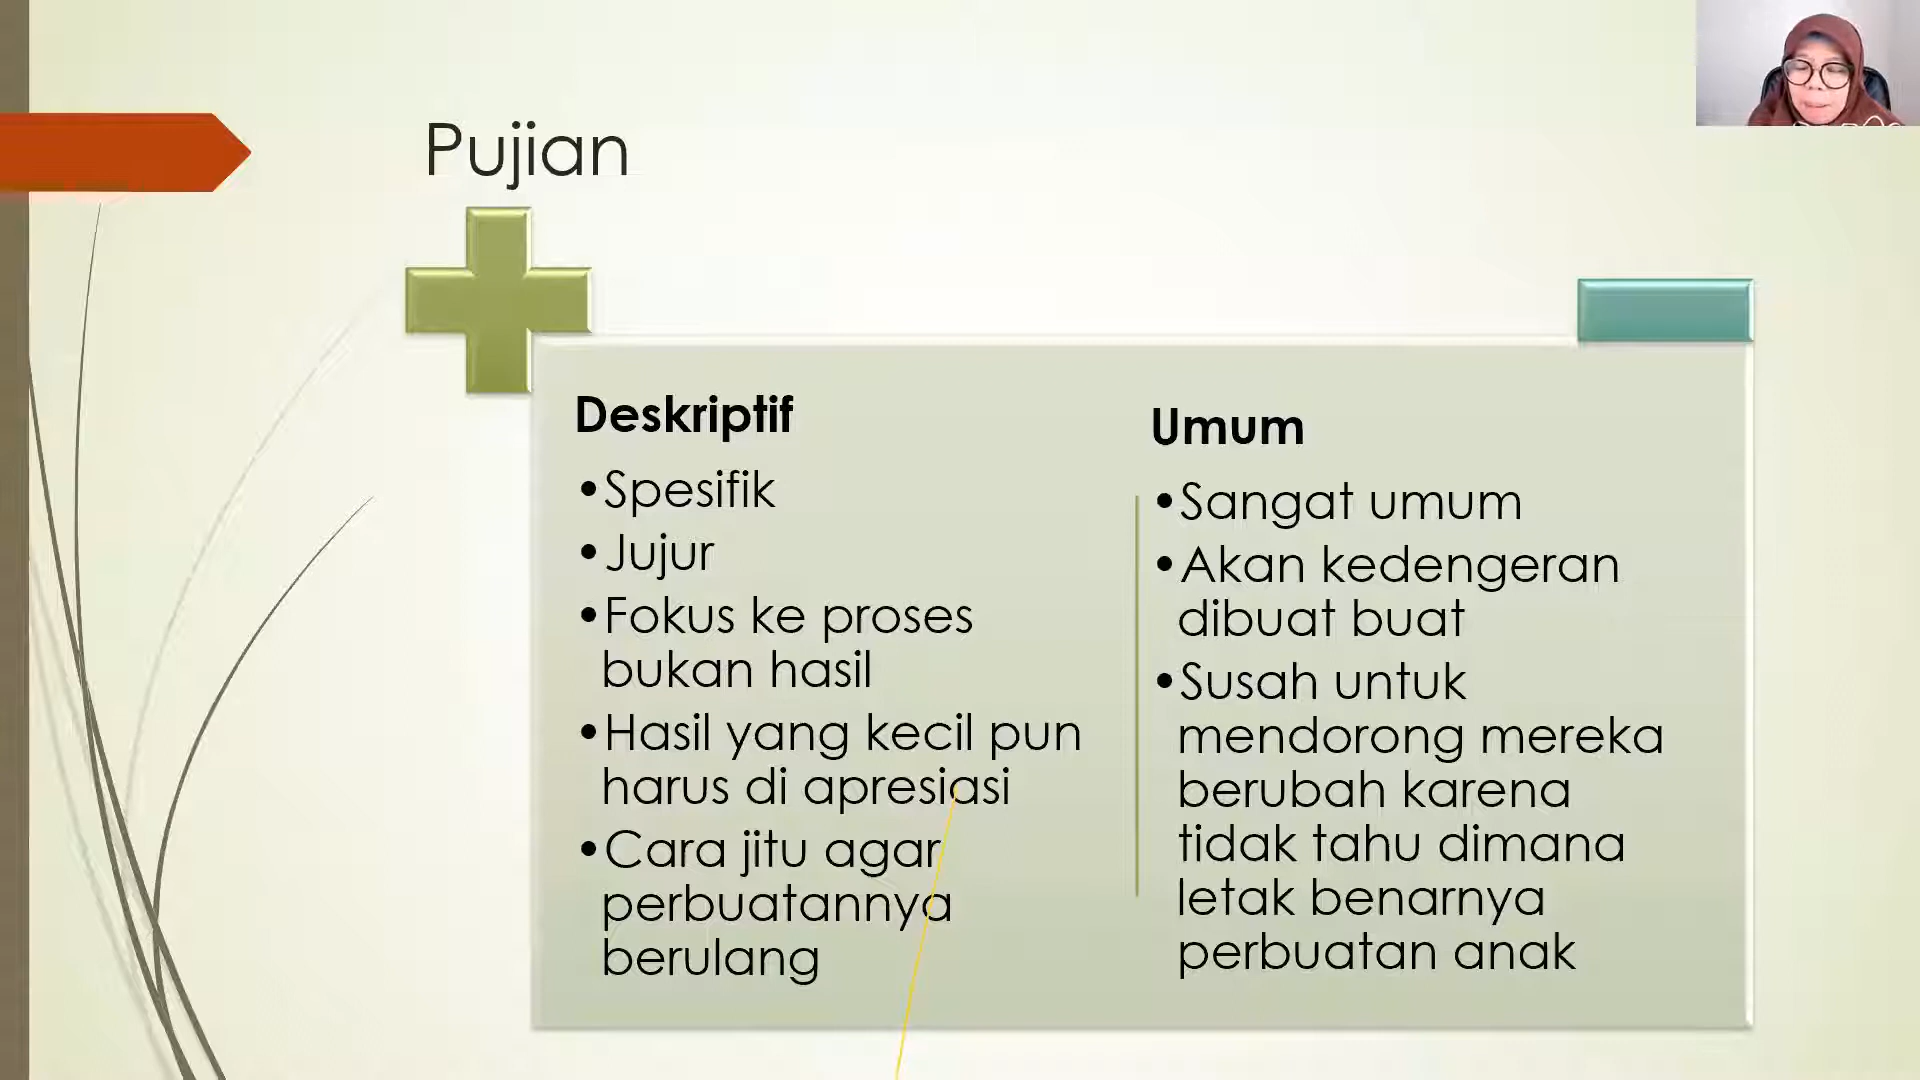 Pujian
Deskriptif
•Spesifik
•Jujur
•Fokus ke proses
bukan hasil
•Hasil yang kecil pun
harus di apresiasi
•Cara jitu agar
perbuatannya
berulang
Umum
•Sangat umum
•Akan kedengeran
dibuat buat
•Susah untuk
mendorong mereka
berubah karena
tidak tahu dimana
letak benarnya
perbuatan anak